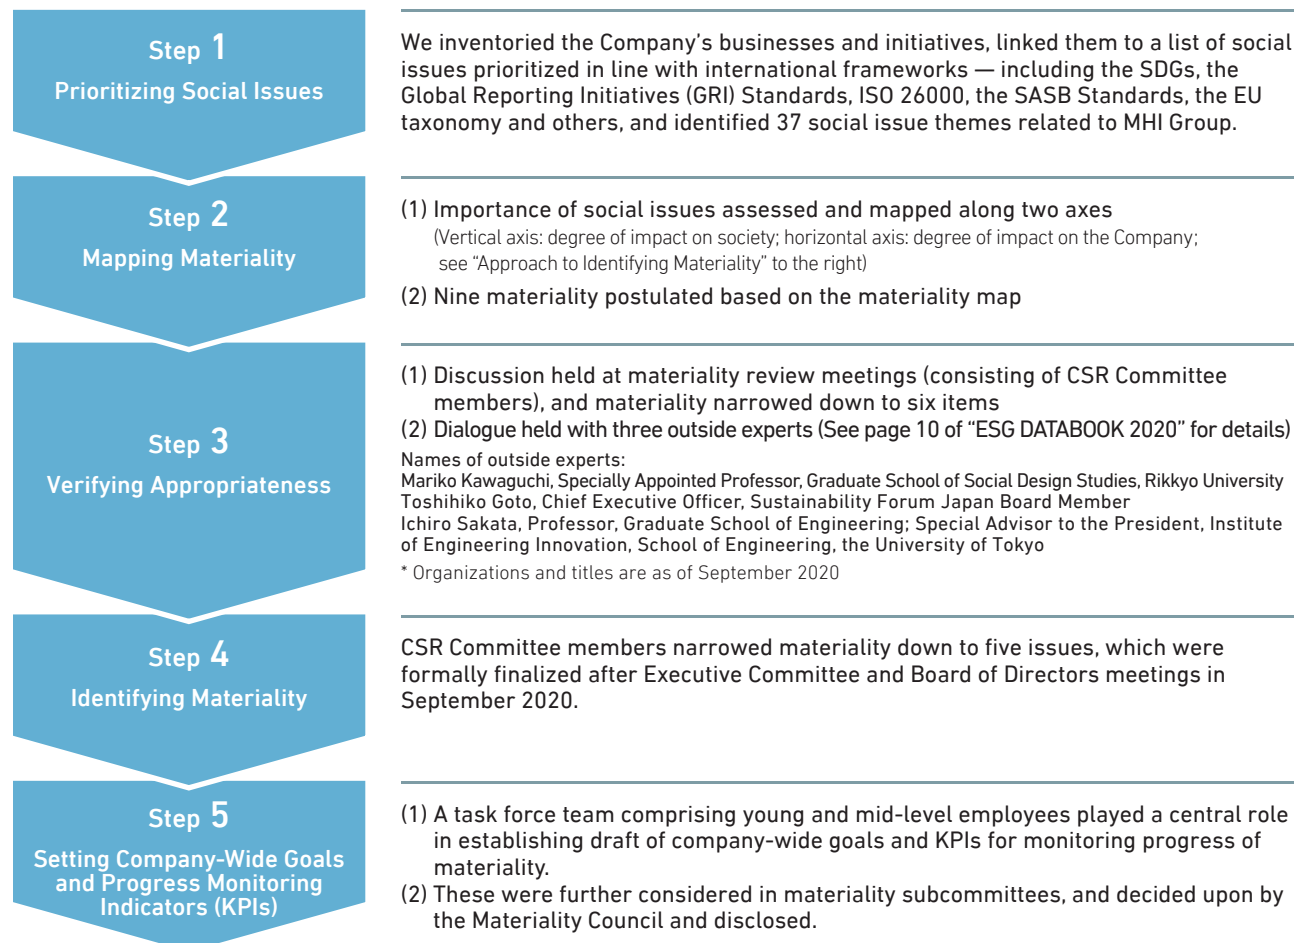 Step 1
Prioritizing Social Issues
We inventoried the Company's businesses and initiatives, linked them to a list of social
issues prioritized in line with international frameworks — including the SDGs, the
Global Reporting Initiatives (GRI) Standards, ISO 26000, the SASB Standards, the EU
taxonomy and others, and identified 37 social issue themes related to MHI Group.
Step 2
Mapping Materiality
(1) Importance of social issues assessed and mapped along two axes
(Vertical axis: degree of impact on society; horizontal axis: degree of impact on the Company;
see “Approach to Identifying Materiality” to the right)
(2) Nine materiality postulated based on the materiality map
Step 3
Verifying Appropriateness
(1) Discussion held at materiality review meetings (consisting of CSR Committee
members), and materiality narrowed down to six items
(2) Dialogue held with three outside experts (See page 10 of “ESG DATABOOK 2020” for details)
Names of outside experts:
Mariko Kawaguchi, Specially Appointed Professor, Graduate School of Social Design Studies, Rikkyo University
Toshihiko Goto, Chief Executive Officer, Sustainability Forum Japan Board Member
Ichiro Sakata, Professor, Graduate School of Engineering; Special Advisor to the President, Institute
of Engineering Innovation, School of Engineering, the University of Tokyo
* Organizations and titles are as of September 2020
Step 4
Identifying Materiality
CSR Committee members narrowed materiality down to five issues, which were
formally finalized after Executive Committee and Board of Directors meetings in
September 2020.
Step 5
Setting Company-Wide Goals
and Progress Monitoring
Indicators (KPIs)
(1) A task force team comprising young and mid-level employees played a central role
in establishing draft of company-wide goals and KPIs for monitoring progress of
materiality.
(2) These were further considered in materiality subcommittees, and decided upon by
the Materiality Council and disclosed.